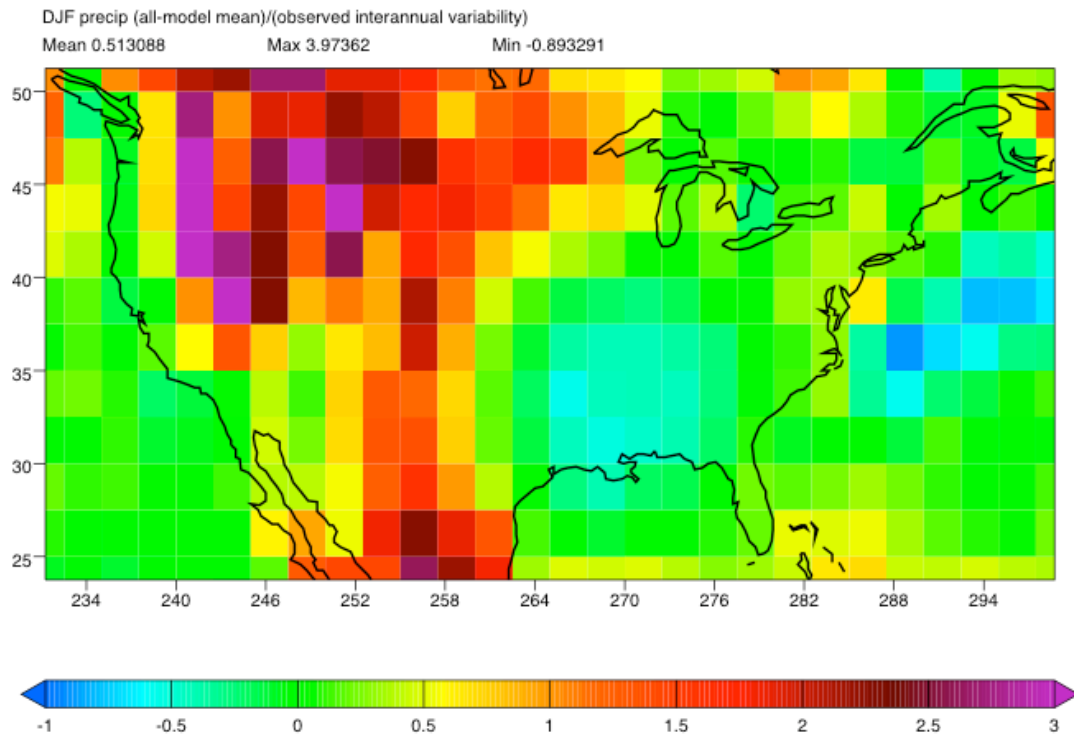 DJF precip (all-model mean)/(observed interannual variability)
Mean 0.513088 Max 3.97362 Min -0.893291
50
45
40
35
30
25
234 240 246 252 258 264 270 276 282 288 294
-1 -0.5 0 0.5 1 1.5 2 2.5 3